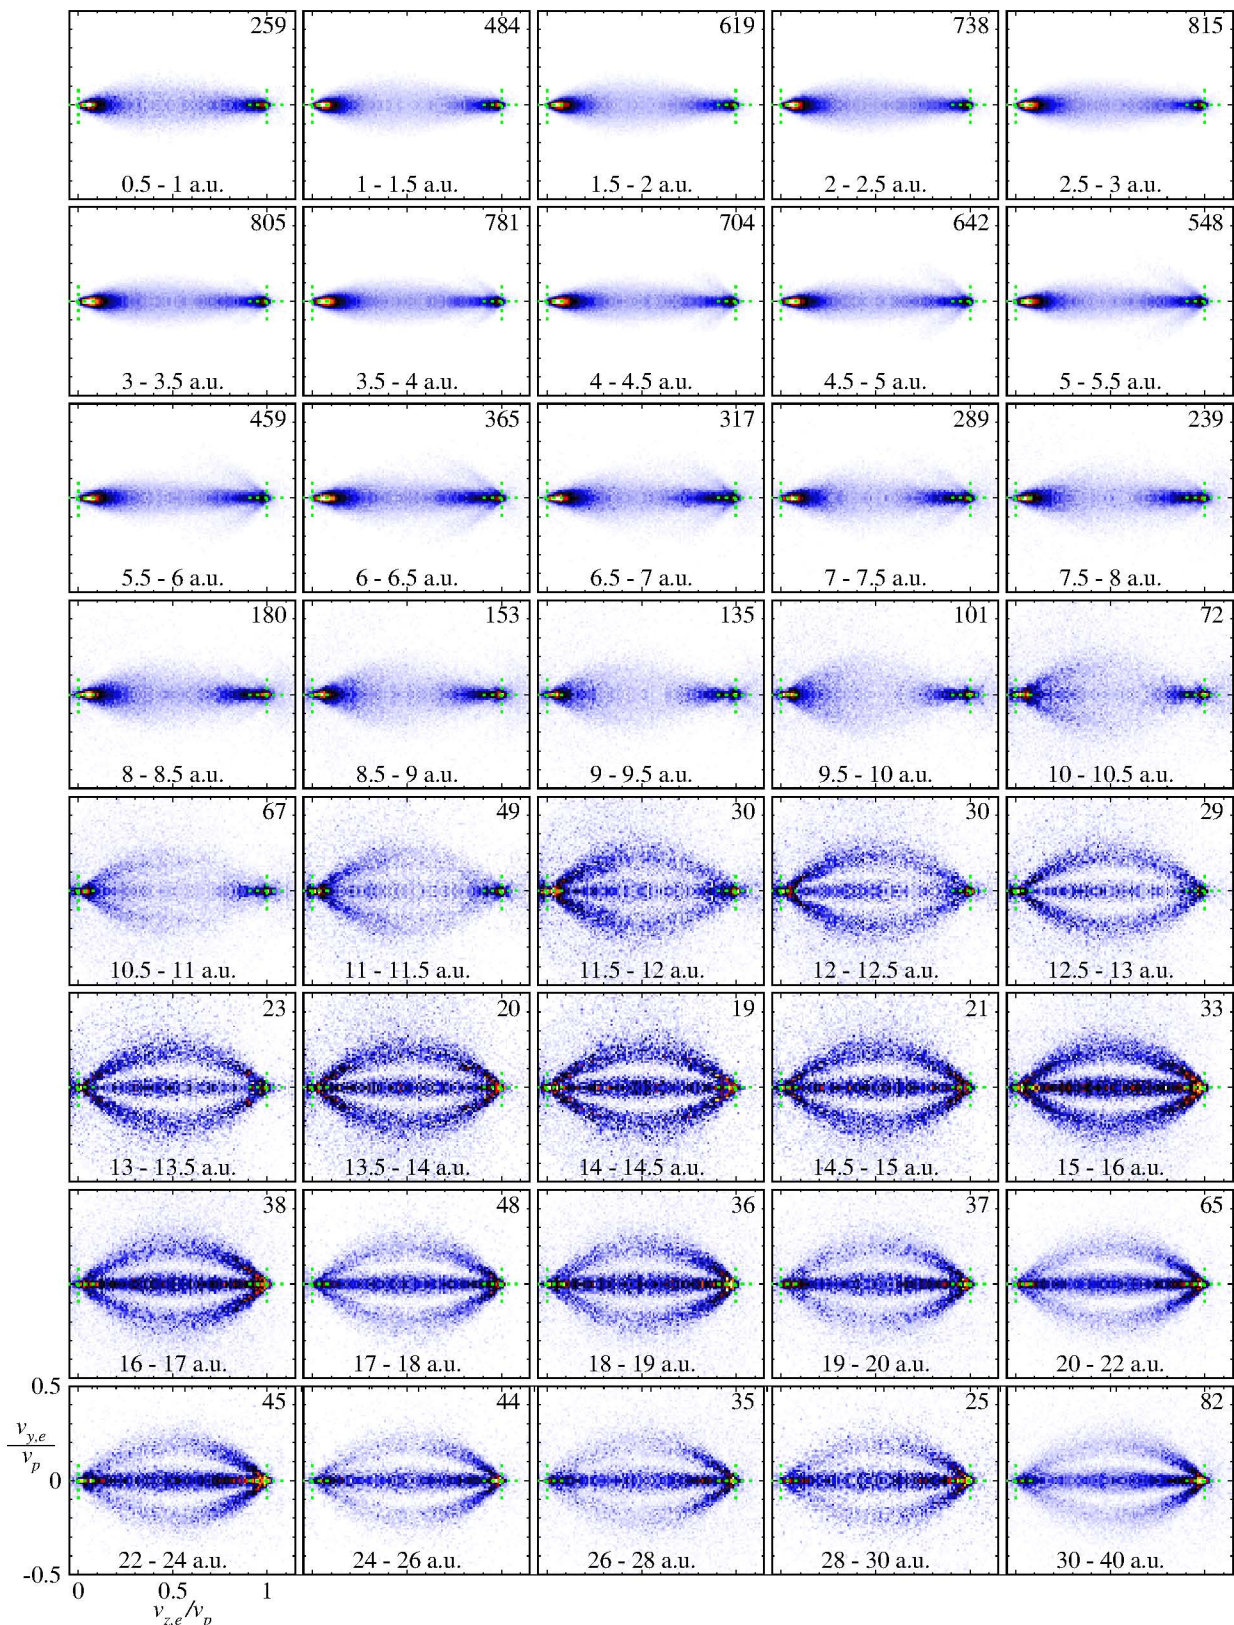 259 484 619 738 815
0.5 - 1 a.u. 1 - 1.5 a.u. 1.5 - 2 a.u. 2 - 2.5 a.u. 2.5 - 3 a.u.
805 781 704 642 548
3 - 3.5 a.u. 3.5 - 4 a.u. 4 - 4.5 a.u. 4.5 - 5 a.u. 5 - 5.5 a.u.
459 365 317 289 239
5.5 - 6 a.u. 6 - 6.5 a.u. 6.5 - 7 a.u. 7 - 7.5 a.u. 7.5 - 8 a.u.
180 153 135 101 72
8 - 8.5 a.u. 8.5 - 9 a.u. 9 - 9.5 a.u. 9.5 - 10 a.u. 10 - 10.5 a.u.
67 49 30 30 29
10.5 - 11 a.u. 11 - 11.5 a.u. 11.5 - 12 a.u. 12 - 12.5 a.u. 12.5 - 13 a.u.
23 20 19 21 33
13 - 13.5 a.u. 13.5 - 14 a.u. 14 - 14.5 a.u. 14.5 - 15 a.u. 15 - 16 a.u.
38 48 36 37 65
16 - 17 a.u. 17 - 18 a.u. 18 - 19 a.u. 19 - 20 a.u. 20 - 22 a.u.
0.5 45 44 35 25 82
v_{y,e}
v_p
0
22 - 24 a.u. 24 - 26 a.u. 26 - 28 a.u. 28 - 30 a.u. 30 - 40 a.u.
-0.5
0 0.5 1
v_{z,e}/v_p